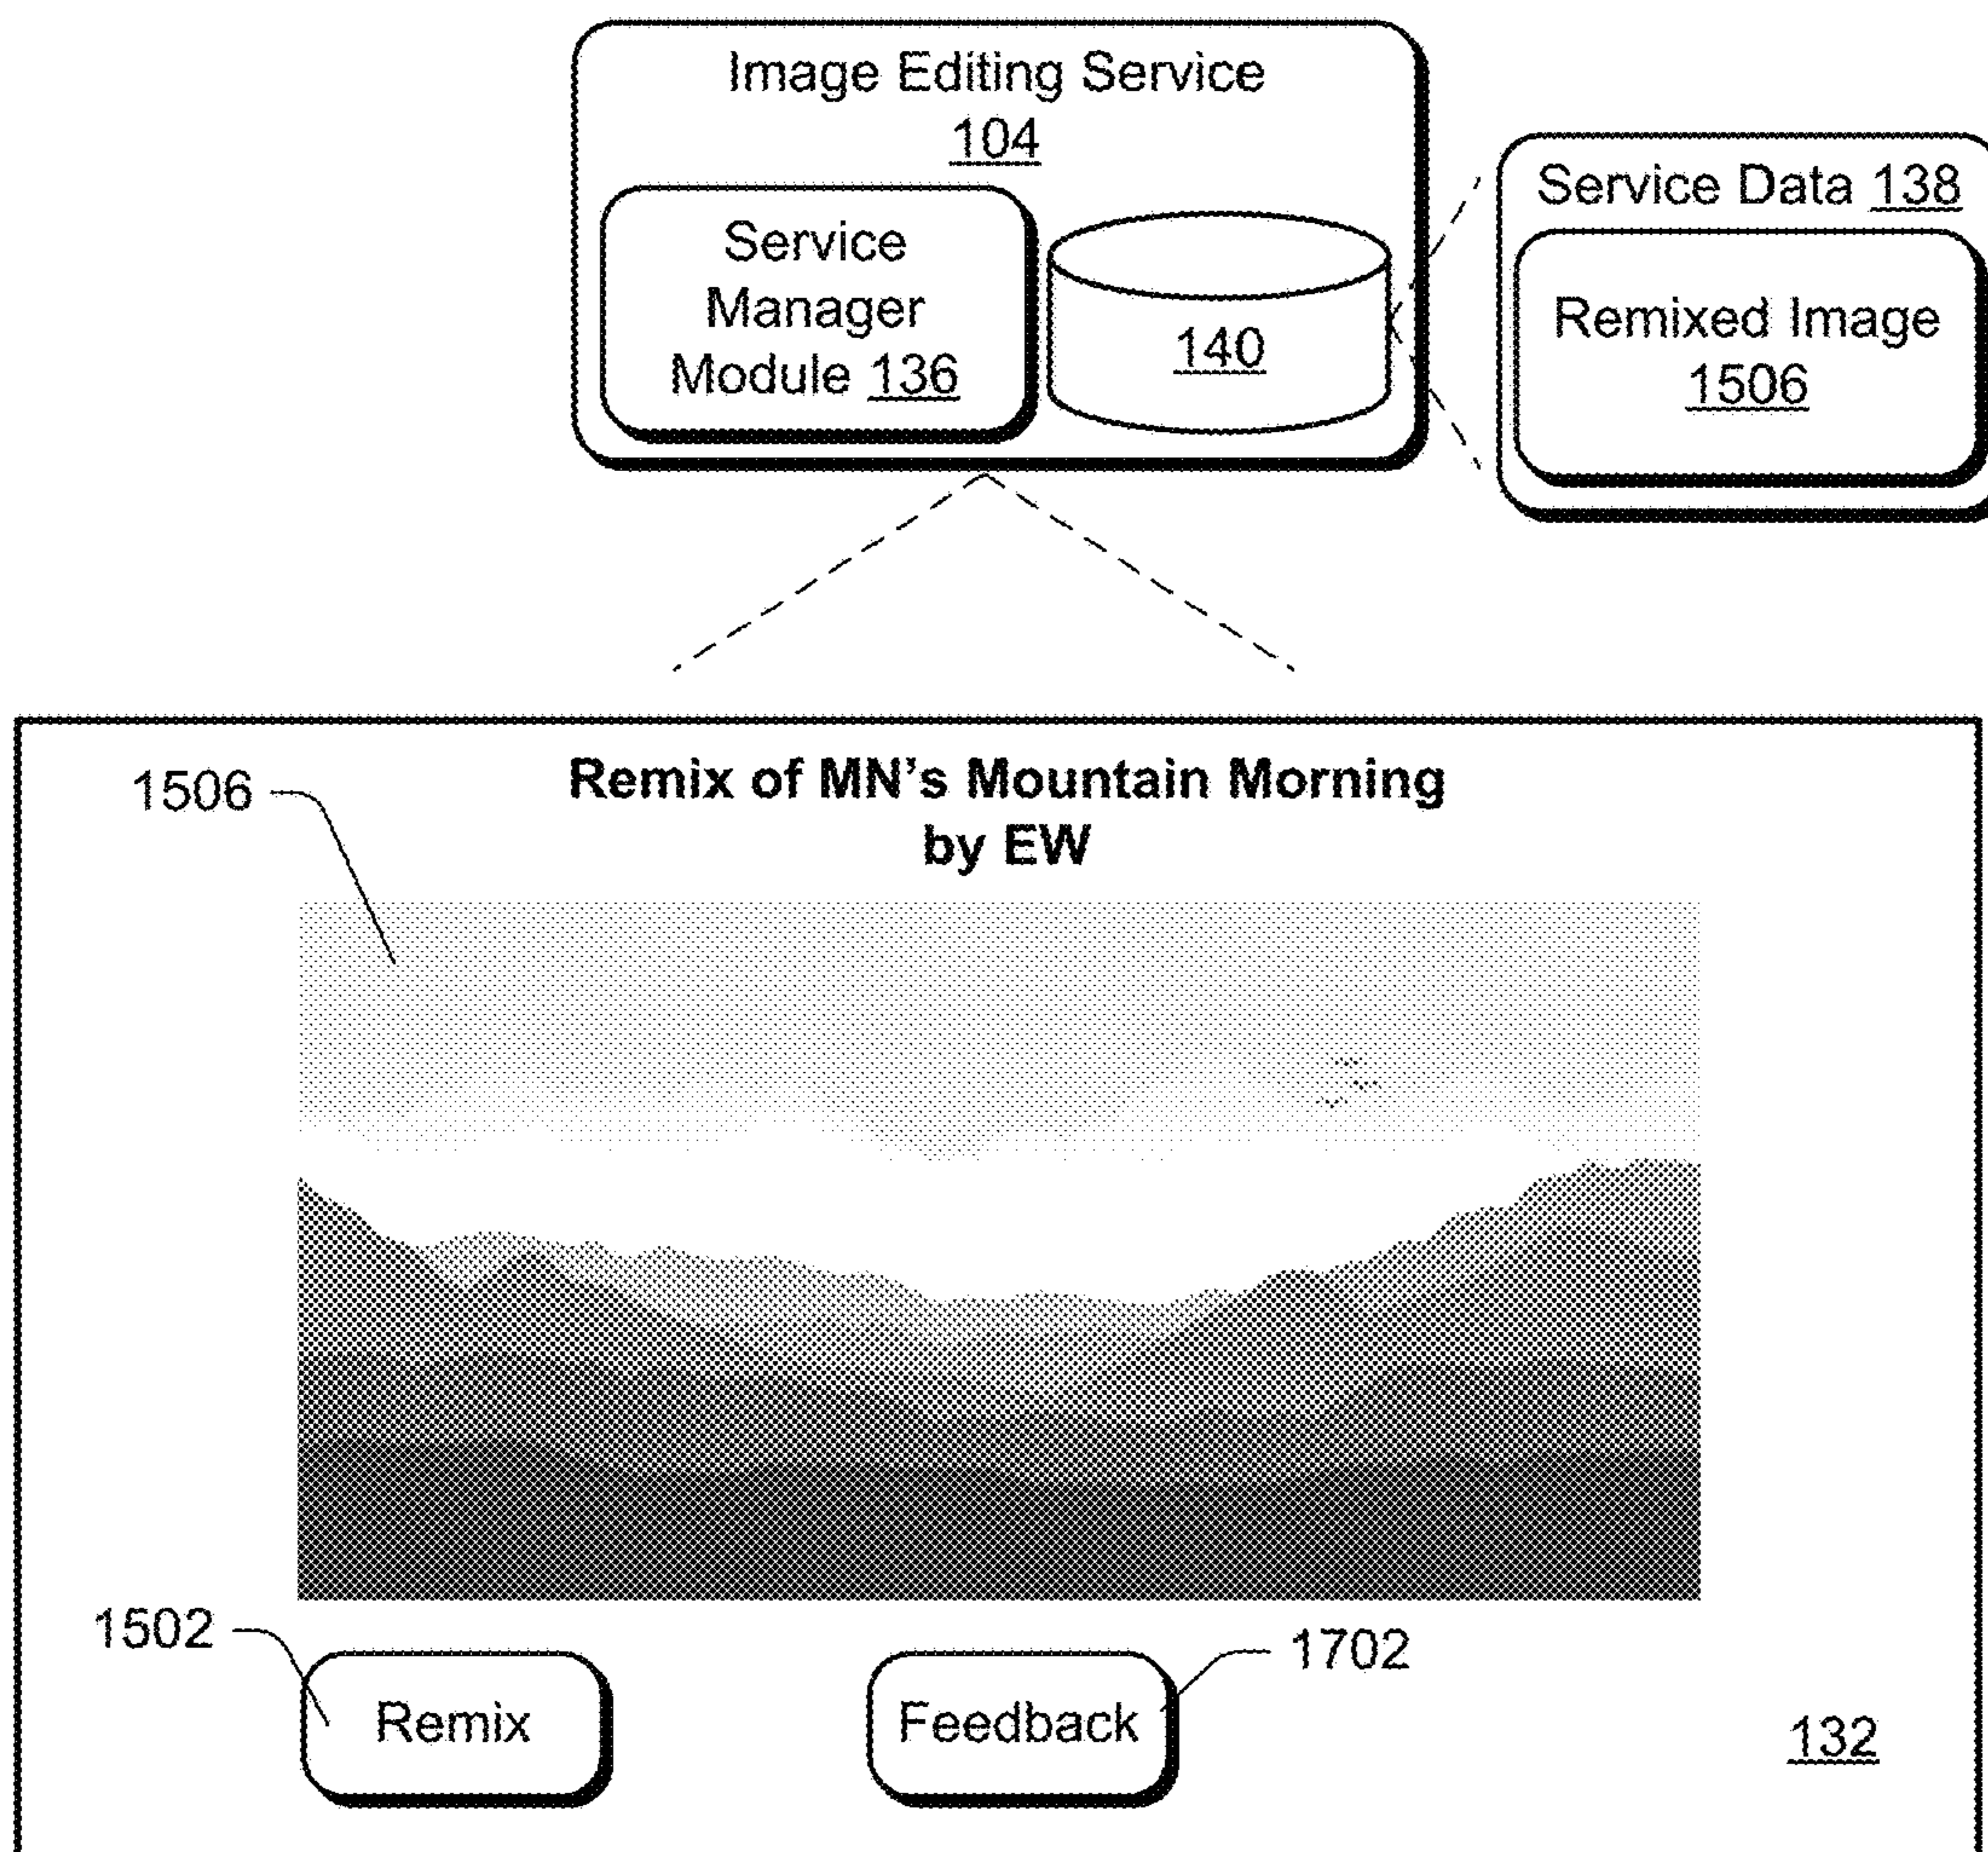 Image Editing Service
104
Service
Manager
Module 136
140
Service Data 138
Remixed Image
1506
1506
Remix of MN's Mountain Morning
by EW
1502
Remix
Feedback
1702
132